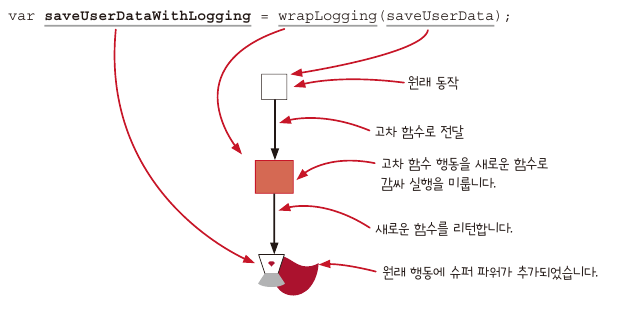 var saveUserDataWithLogging = wrapLogging(saveUserData);
원래 동작
고차 함수로 전달
고차 함수 행동을 새로운 함수로
감싸 실행을 미룹니다.
새로운 함수를 리턴합니다.
원래 행동에 슈퍼 파워가 추가되었습니다.